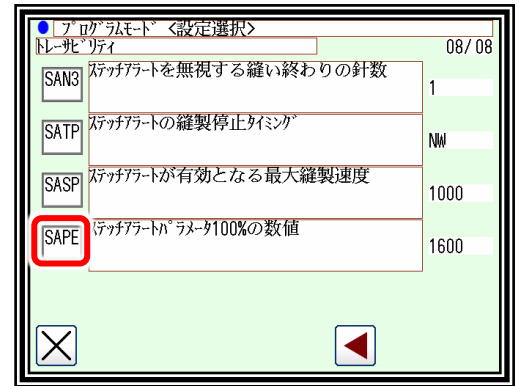 ﾌﾟﾛｸﾞﾗﾑﾓｰﾄﾞ <設定選択>
ﾄﾚｰｻﾋﾞﾘﾃｨ 08/08
SAN3 ｽﾃｯﾁｱﾗｰﾄを無視する縫い終わりの針数 1
SATP ｽﾃｯﾁｱﾗｰﾄの縫製停止ﾀｲﾐﾝｸﾞ NW
SASP ｽﾃｯﾁｱﾗｰﾄが有効となる最大縫製速度 1000
SAPE ｽﾃｯﾁｱﾗｰﾄﾊﾟﾗﾒｰﾀ100%の数値 1600